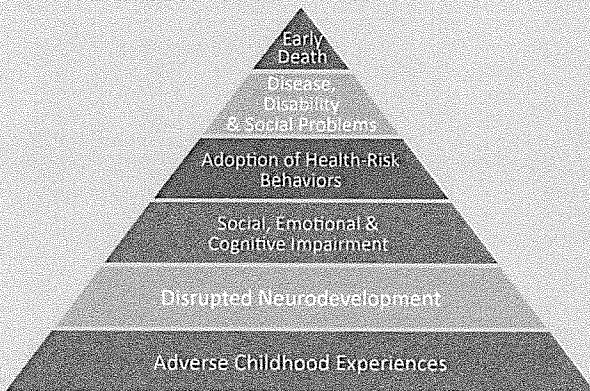 Early
Death
Disease,
Disability
& Social Problems
Adoption of Health-Risk
Behaviors
Social, Emotional &
Cognitive Impairment
Disrupted Neurodevelopment
Adverse Childhood Experiences